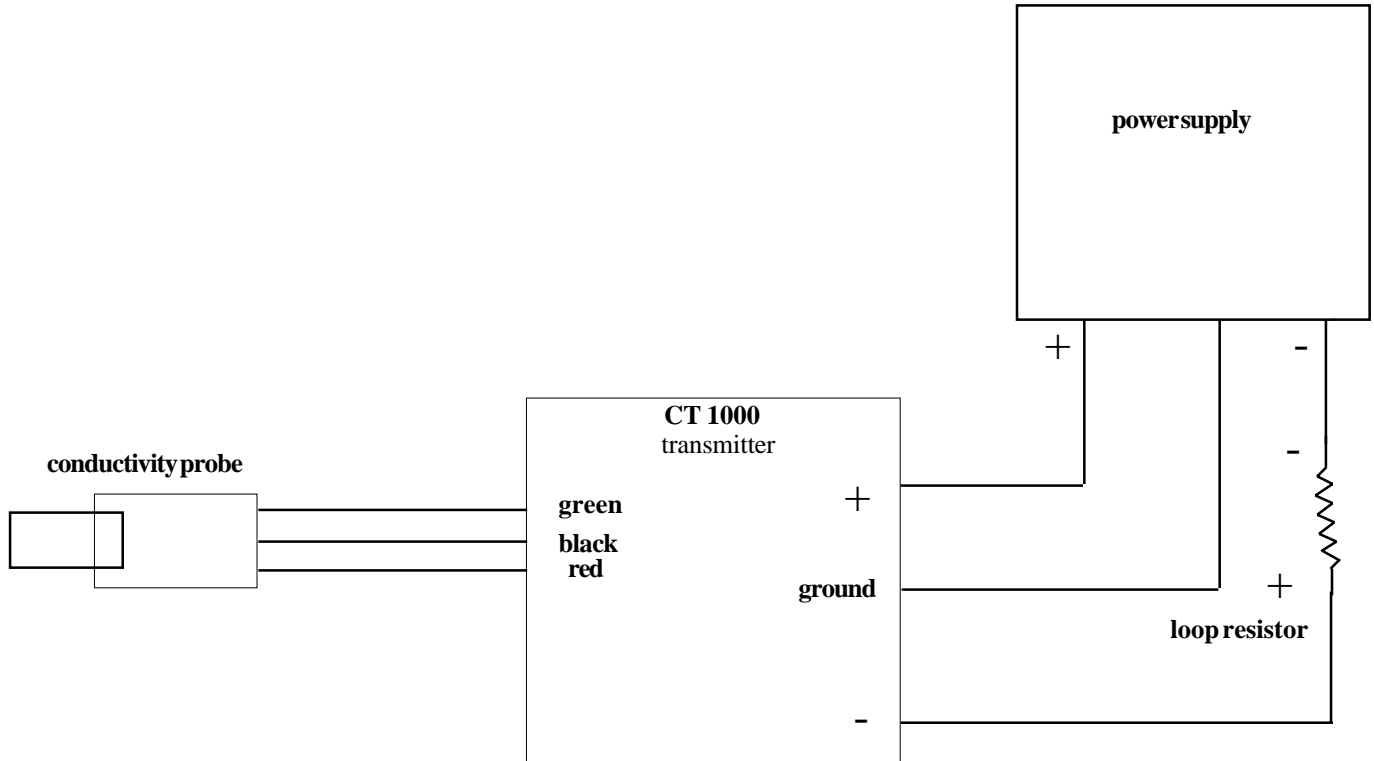 power supply
+
-
CT 1000
transmitter
-
conductivity probe
+
green
black
red
ground
+
loop resistor
-